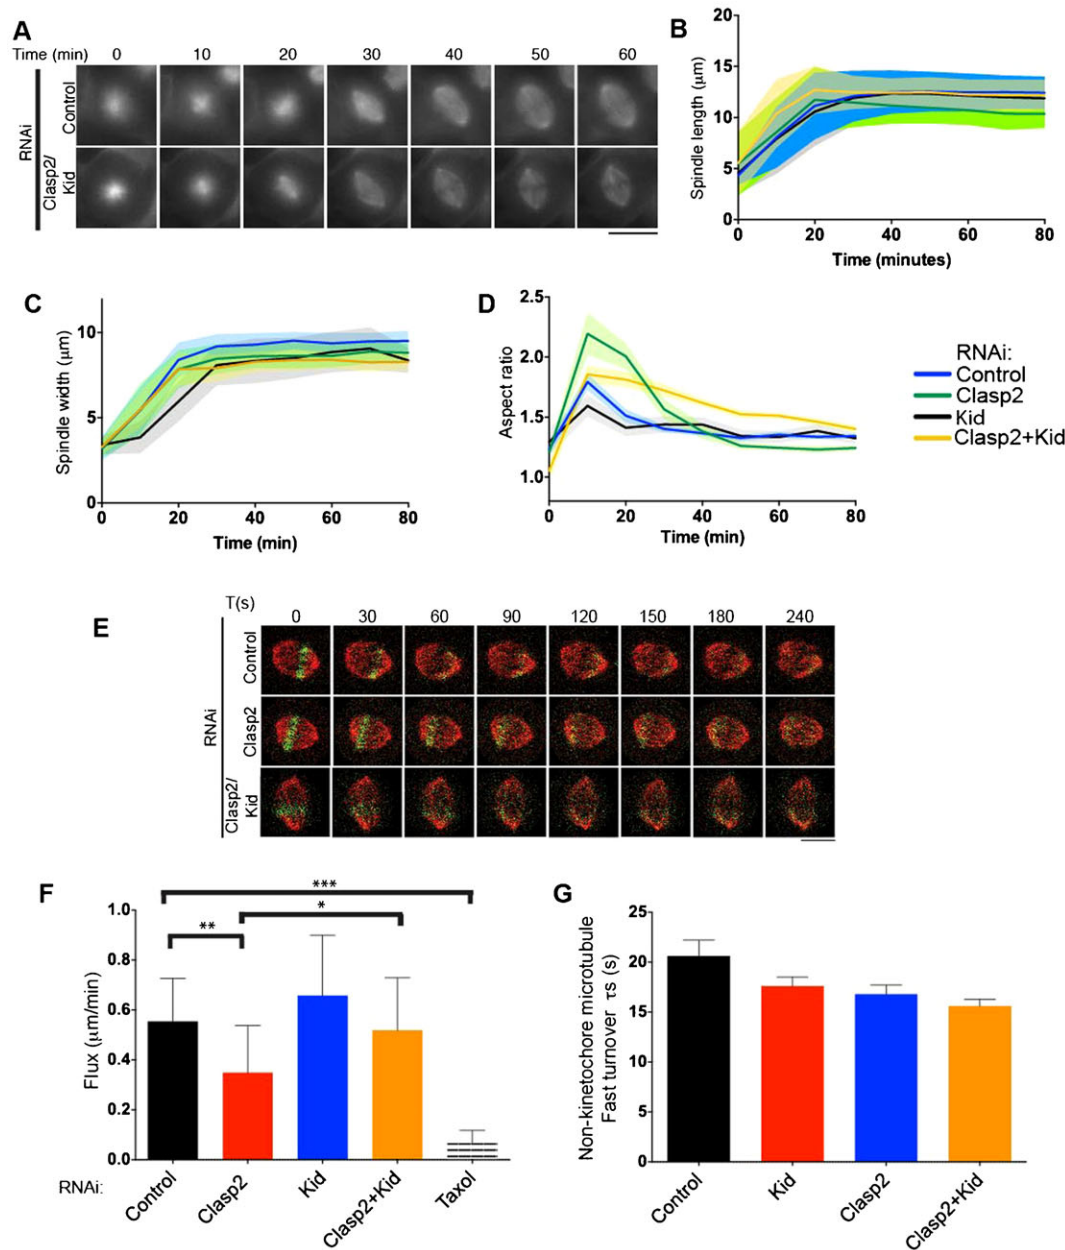 A
Time (min) 0 10 20 30 40 50 60
RNAi
Control
Clasp2/
Kid
B
Spindle length (μm)
20
15
10
5
0
0 20 40 60 80
Time (minutes)
C
Spindle width (μm)
10
5
0
0 20 40 60 80
Time (min)
D
Aspect ratio
2.5
2.0
1.5
1.0
0 20 40 60 80
Time (min)
RNAi:
Control
Clasp2
Kid
Clasp2+Kid
E
T(s)
0 30 60 90 120 150 180 240
RNAi
Control
Clasp2
Clasp2/
Kid
F
***
*
**
Flux (μm/min)
1.0
0.8
0.6
0.4
0.2
0.0
RNAi:
Control
Clasp2
Kid
Clasp2+Kid
Taxol
G
Non-kinetochore microtubule
Fast turnover τs (s)
25
20
15
10
5
0
Control
Kid
Clasp2
Clasp2+Kid